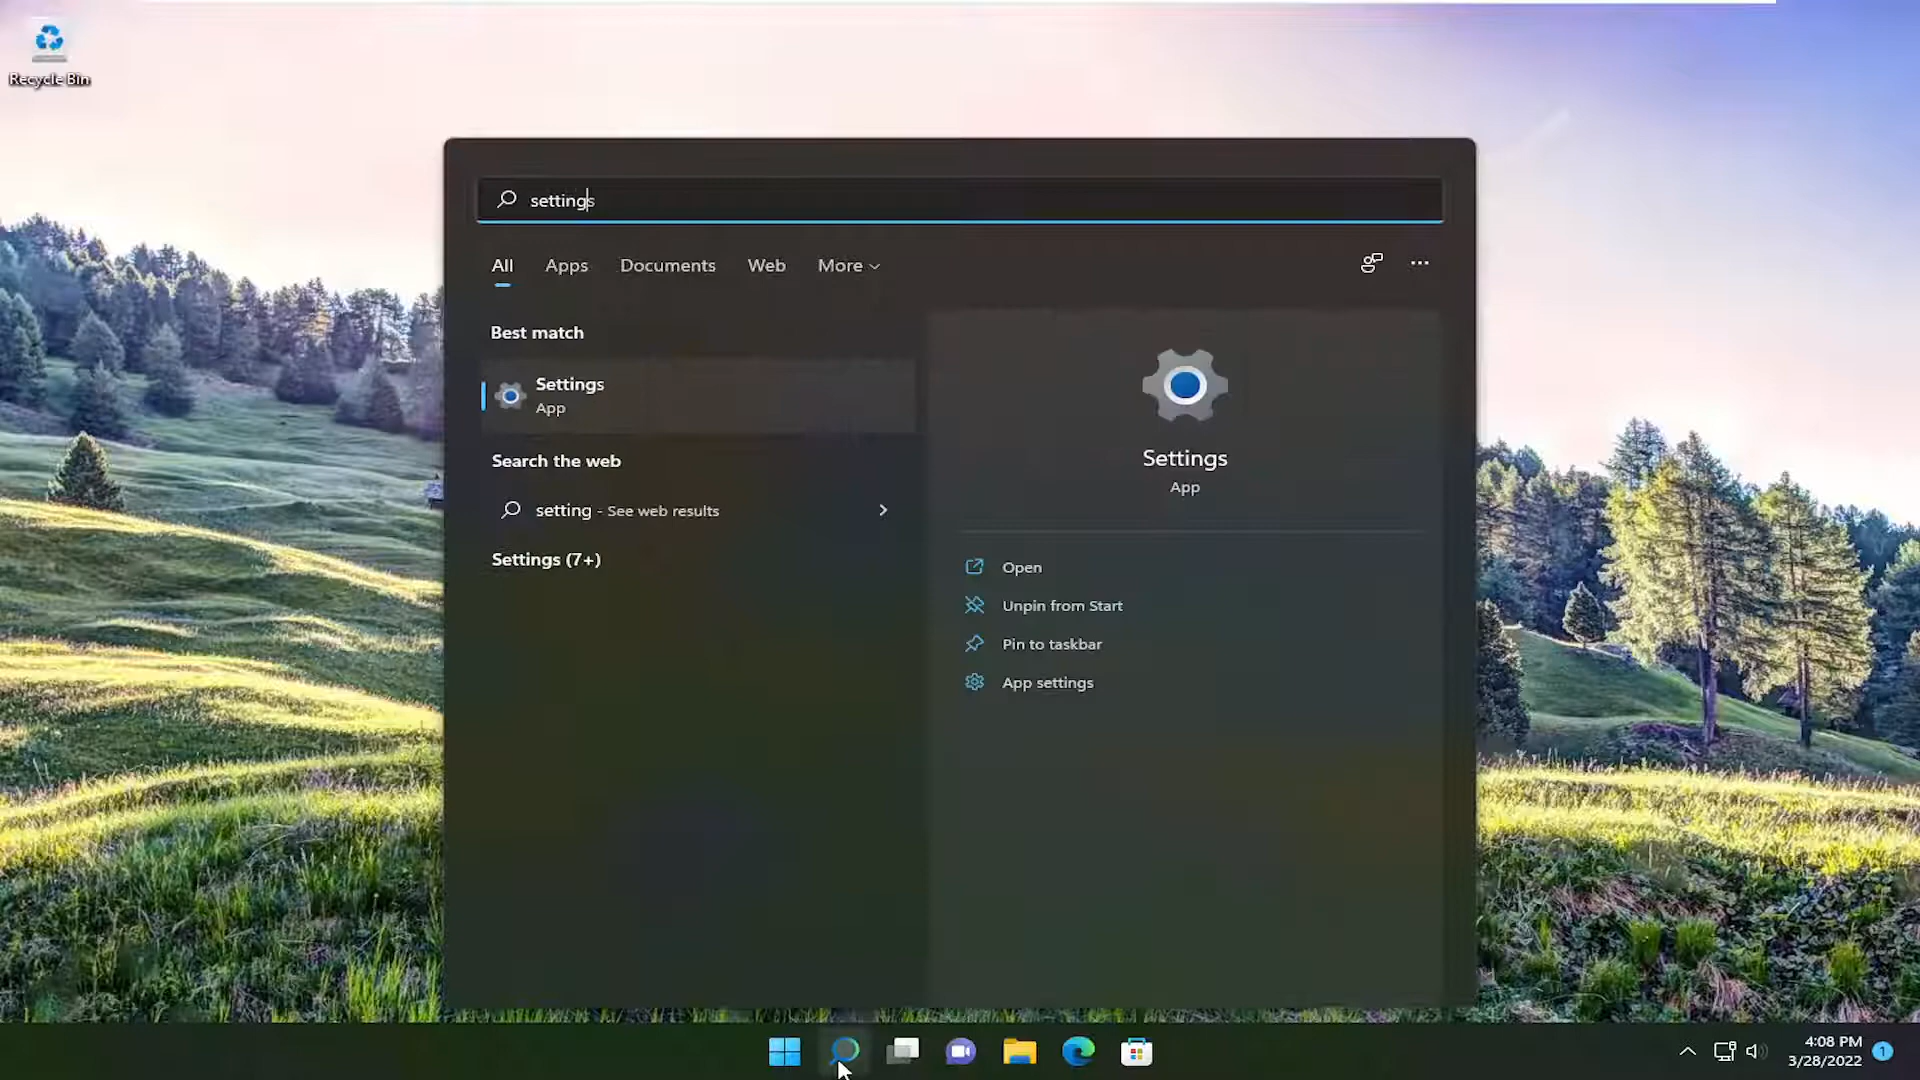 Recycle Bin
settings
All Apps Documents Web More
Best match
Settings
App
Search the web
setting - See web results
Settings (7+)
Settings
App
Open
Unpin from Start
Pin to taskbar
App settings
4:08 PM
3/28/2022
1